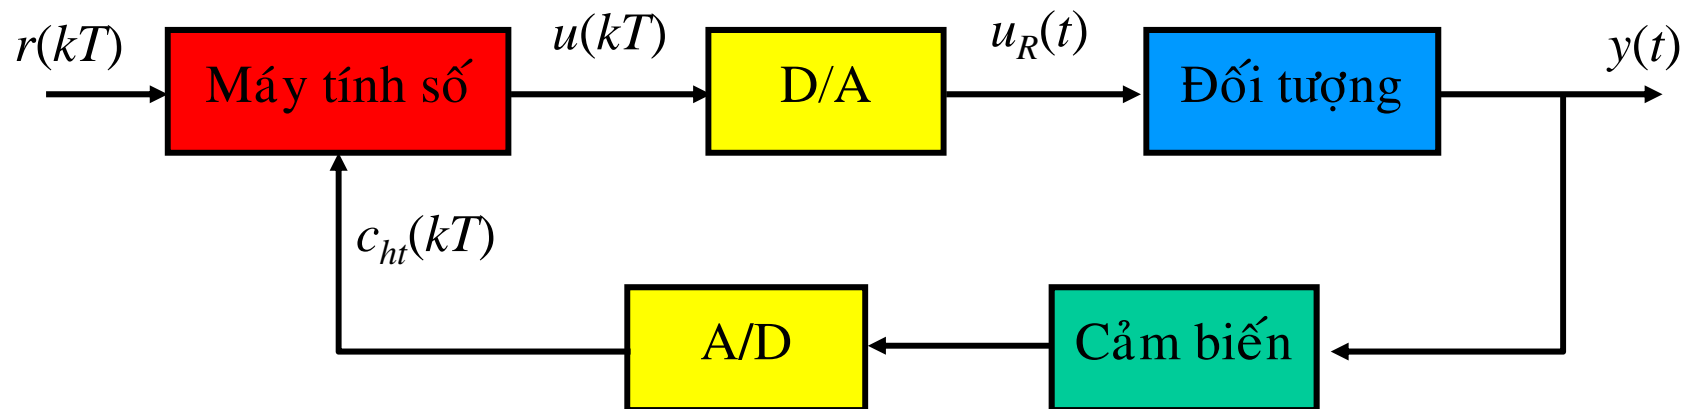 r(kT)
Máy tính số
u(kT)
D/A
u_R(t)
Đối tượng
y(t)
c_ht(kT)
A/D
Cảm biến